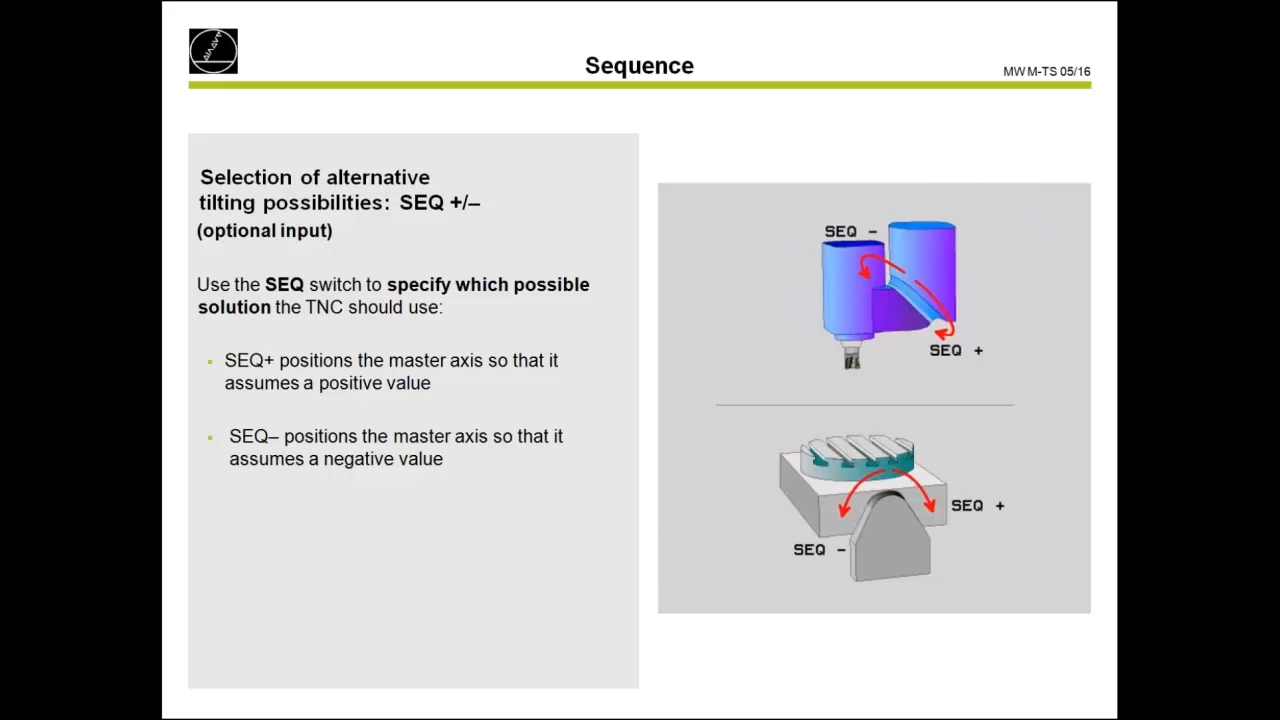 Sequence
MW M-TS 05/16
Selection of alternative
tilting possibilities: SEQ +/–
(optional input)
Use the SEQ switch to specify which possible
solution the TNC should use:
SEQ+ positions the master axis so that it
assumes a positive value
SEQ– positions the master axis so that it
assumes a negative value
SEQ -
SEQ +
SEQ +
SEQ -